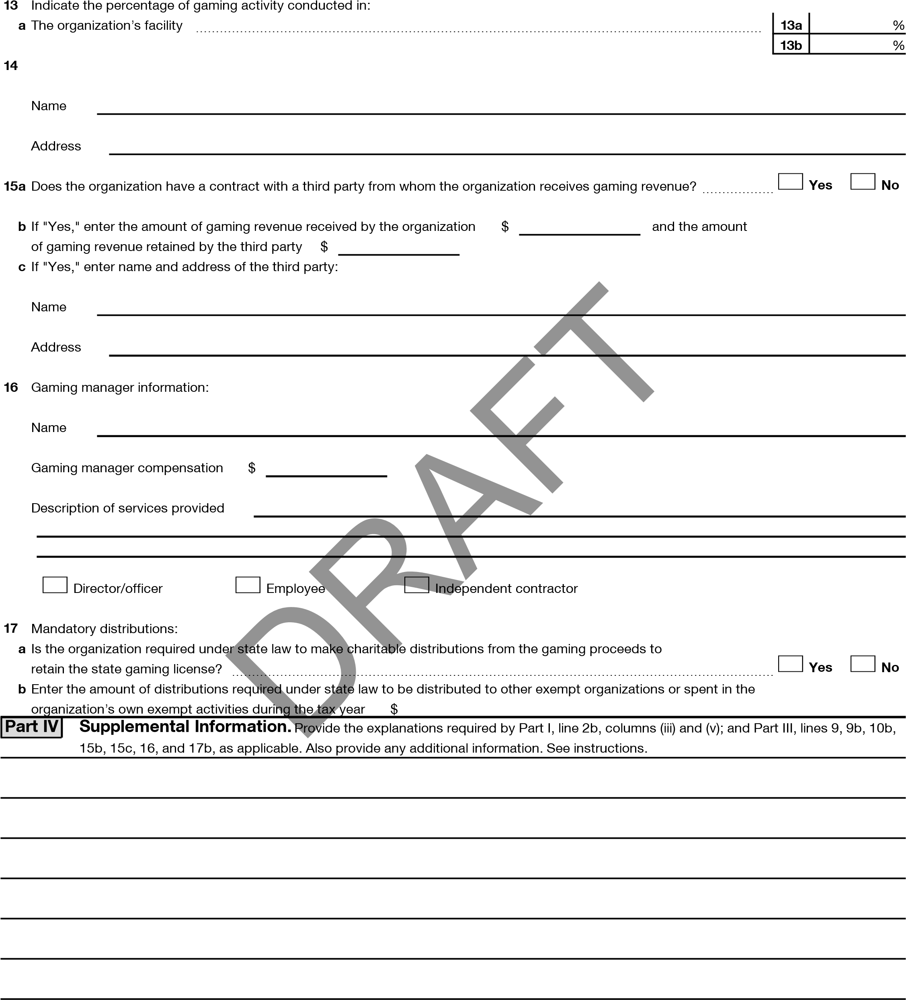 13 Indicate the percentage of gaming activity conducted in:
a The organization’s facility 13a %
13b %
14
Name
Address
15a Does the organization have a contract with a third party from whom the organization receives gaming revenue? Yes No
b If "Yes," enter the amount of gaming revenue received by the organization $ and the amount
of gaming revenue retained by the third party $
c If "Yes," enter name and address of the third party:
Name
Address
16 Gaming manager information:
Name
Gaming manager compensation $
Description of services provided
Director/officer Employee Independent contractor
17 Mandatory distributions:
a Is the organization required under state law to make charitable distributions from the gaming proceeds to
retain the state gaming license? Yes No
b Enter the amount of distributions required under state law to be distributed to other exempt organizations or spent in the
organization’s own exempt activities during the tax year $
Part IV Supplemental Information. Provide the explanations required by Part I, line 2b, columns (iii) and (v); and Part III, lines 9, 9b, 10b,
15b, 15c, 16, and 17b, as applicable. Also provide any additional information. See instructions.
DRAFT